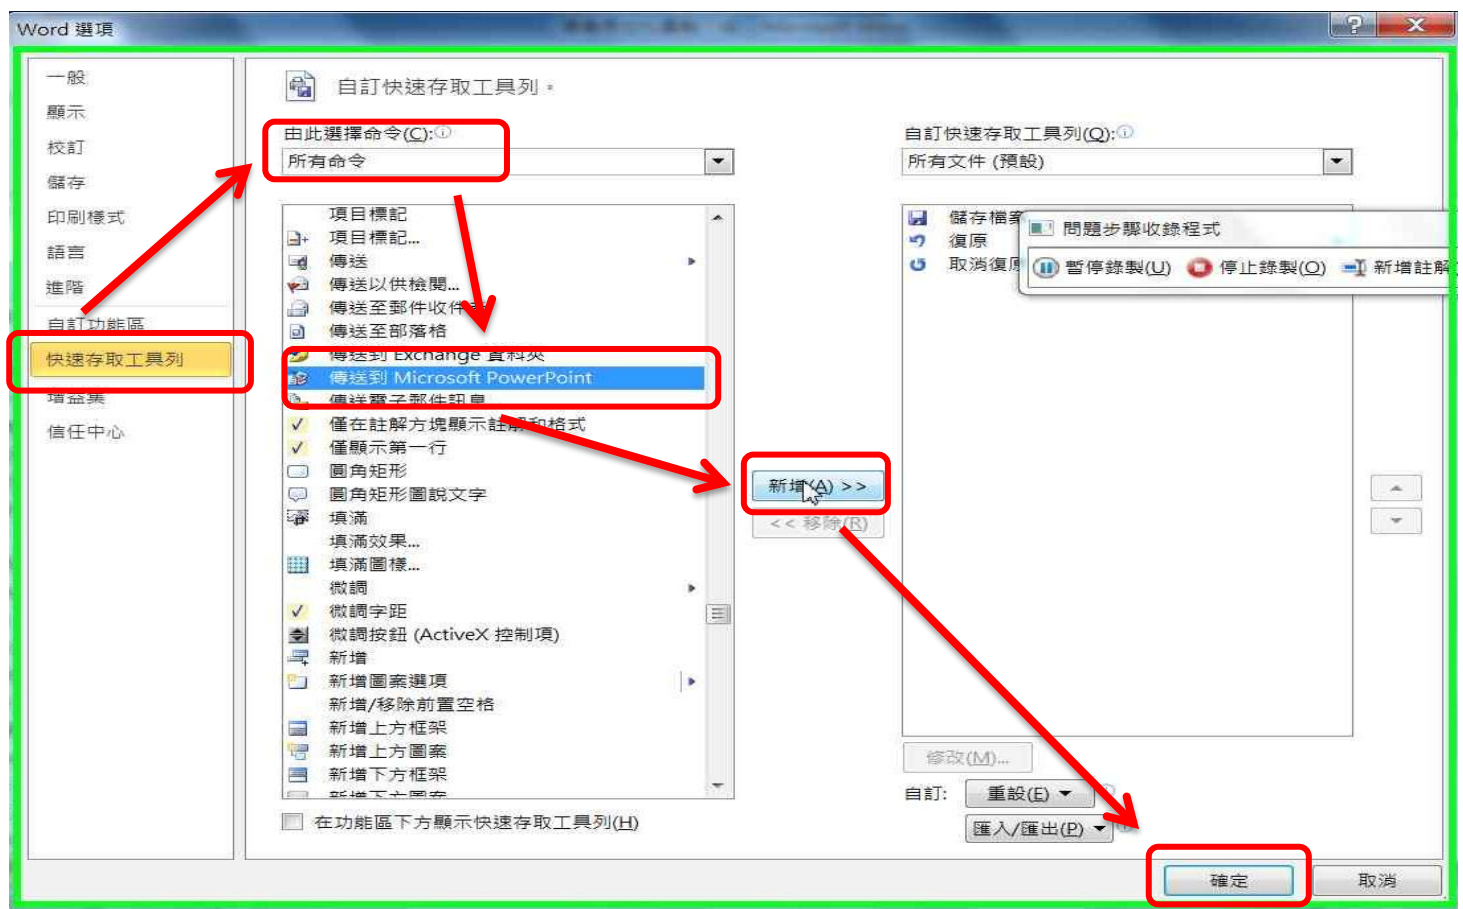 Word 選項
一般
顯示
校訂
儲存
印刷樣式
語言
進階
自訂功能區
快速存取工具列
增益集
信任中心
自訂快速存取工具列。
由此選擇命令(C):
所有命令
項目標記
項目標記...
傳送
傳送以供檢閱...
傳送至郵件收件者
傳送至部落格
傳送到 Exchange 資料夾
傳送到 Microsoft PowerPoint
傳送電子郵件訊息
僅在註解方塊顯示註解和格式
僅顯示第一行
圓角矩形
圓角矩形圖說文字
填滿
填滿效果...
填滿圖樣...
微調
微調字距
微調按鈕 (ActiveX 控制項)
新增
新增圖案選項
新增/移除前置空格
新增上方框架
新增上方圖案
新增下方框架
新增下方圖案
在功能區下方顯示快速存取工具列(H)
新增(A) >>
<< 移除(R)
自訂快速存取工具列(Q):
所有文件 (預設)
儲存檔案
復原
取消復原
問題步驟收錄程式
暫停錄製(U)
停止錄製(O)
新增註解
修改(M)...
自訂:
重設(E)
匯入/匯出(P)
確定
取消